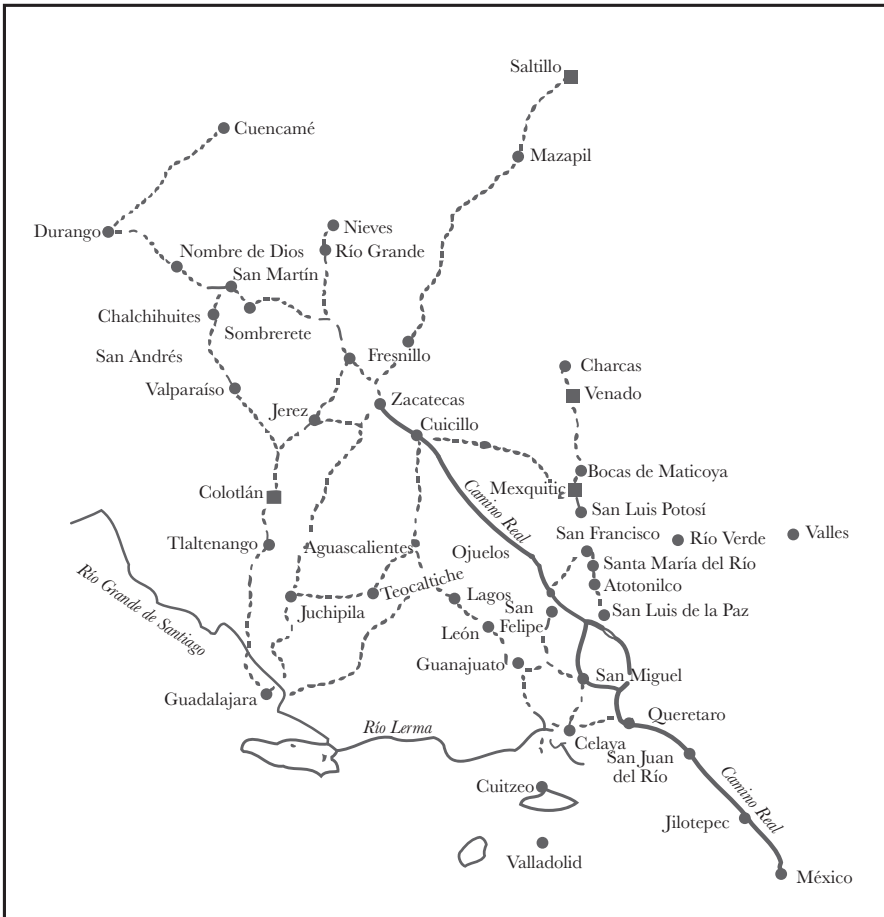 Saltillo
Cuencamé
Mazapil
Durango
Nieves
Nombre de Dios
Río Grande
San Martín
Chalchihuites
Sombrerete
San Andrés
Fresnillo
Charcas
Valparaíso
Venado
Zacatecas
Jerez
Cuicillo
Bocas de Maticoya
Colotlán
Mexquitic
Camino Real
San Luis Potosí
San Francisco
Río Verde
Valles
Tlaltenango
Aguascalientes
Ojuelos
Santa María del Río
Atotonilco
Río Grande de Santiago
Teocaltiche
Lagos
Juchipila
San
Felipe
San Luis de la Paz
León
Guanajuato
San Miguel
Guadalajara
Queretaro
Río Lerma
Celaya
San Juan
del Río
Cuitzeo
Camino Real
Jilotepec
Valladolid
México